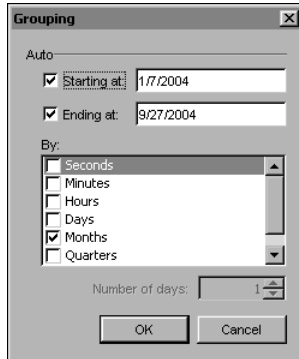 Grouping
Auto
Starting at: 1/7/2004
Ending at: 9/27/2004
By:
Seconds
Minutes
Hours
Days
Months
Quarters
Number of days: 1
OK Cancel